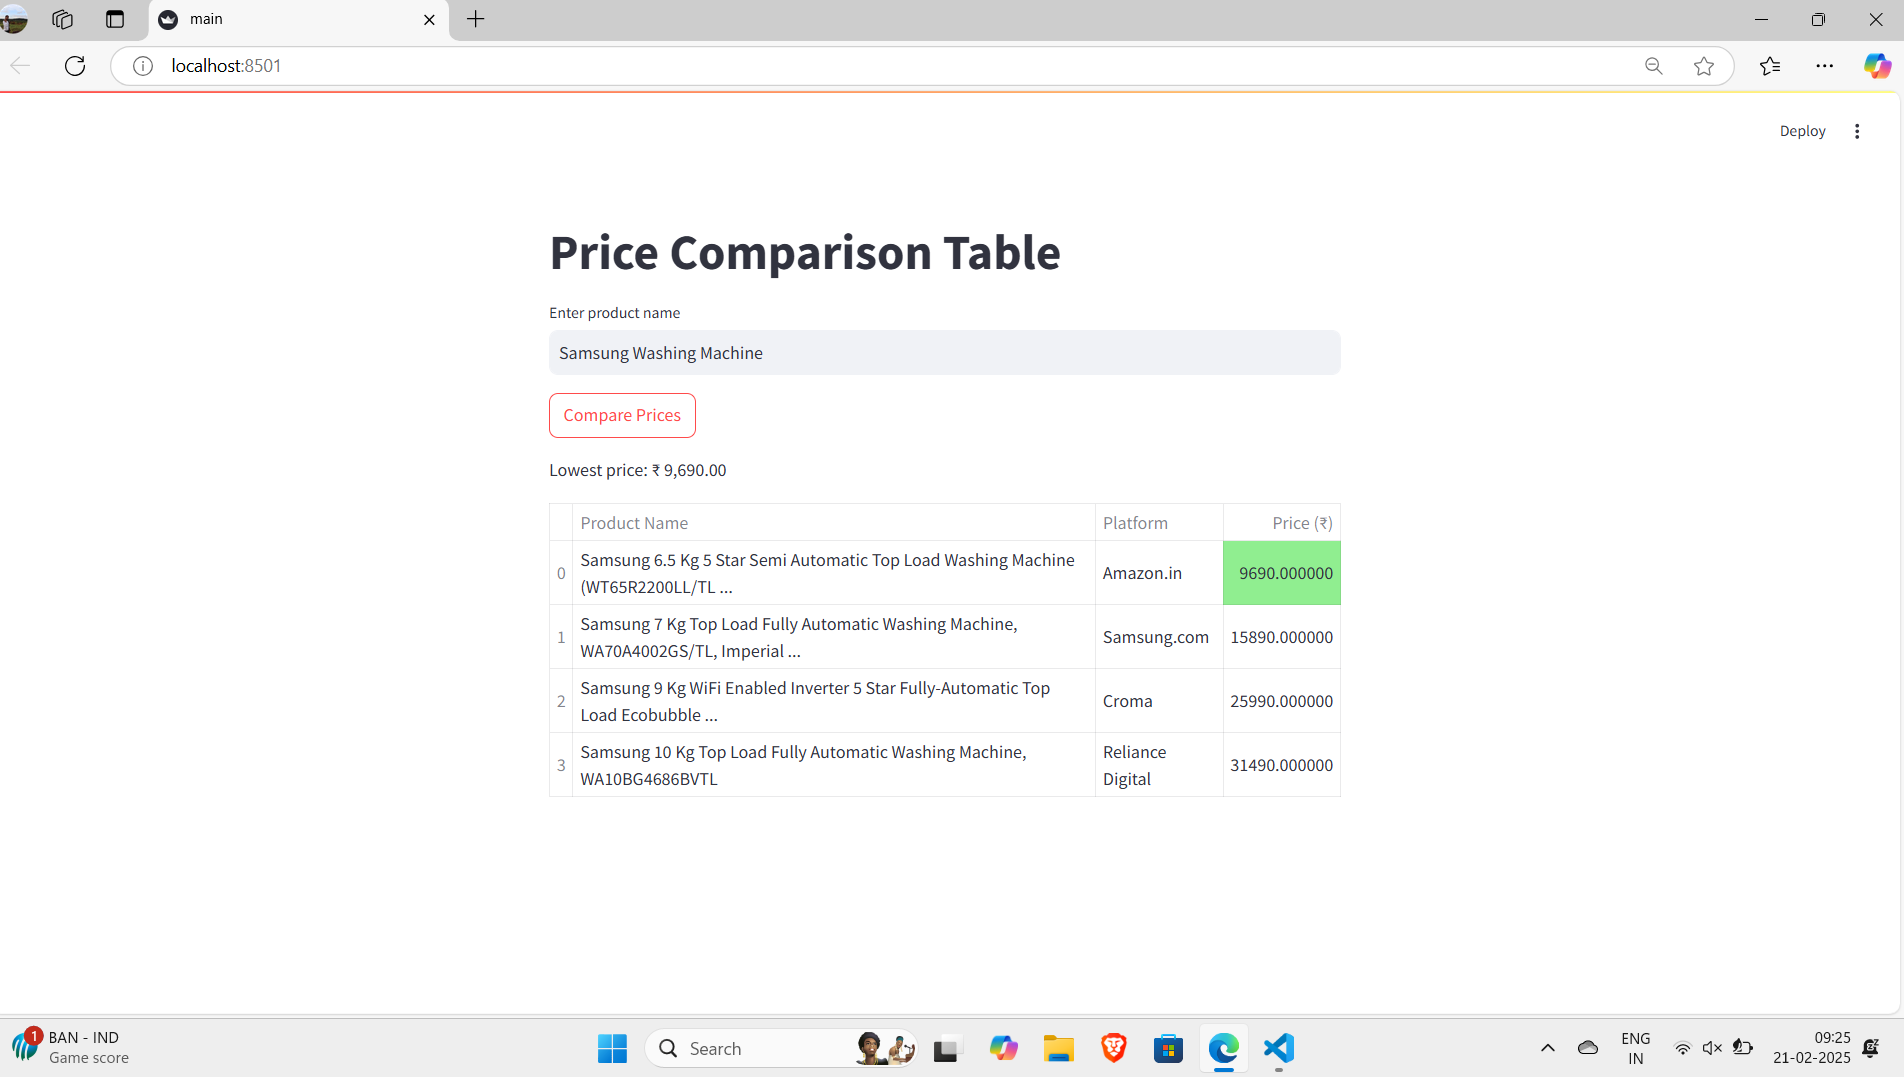 main
localhost:8501
Deploy
Price Comparison Table
Enter product name
Samsung Washing Machine
Compare Prices
Lowest price: ₹ 9,690.00
Product Name Platform Price (₹)
0 Samsung 6.5 Kg 5 Star Semi Automatic Top Load Washing Machine
(WT65R2200LL/TL ... Amazon.in 9690.000000
1 Samsung 7 Kg Top Load Fully Automatic Washing Machine,
WA70A4002GS/TL, Imperial ... Samsung.com 15890.000000
2 Samsung 9 Kg WiFi Enabled Inverter 5 Star Fully-Automatic Top
Load Ecobubble ... Croma 25990.000000
3 Samsung 10 Kg Top Load Fully Automatic Washing Machine,
WA10BG4686BVTL Reliance
Digital 31490.000000
1 BAN - IND
Game score
Search
ENG
IN
09:25
21-02-2025